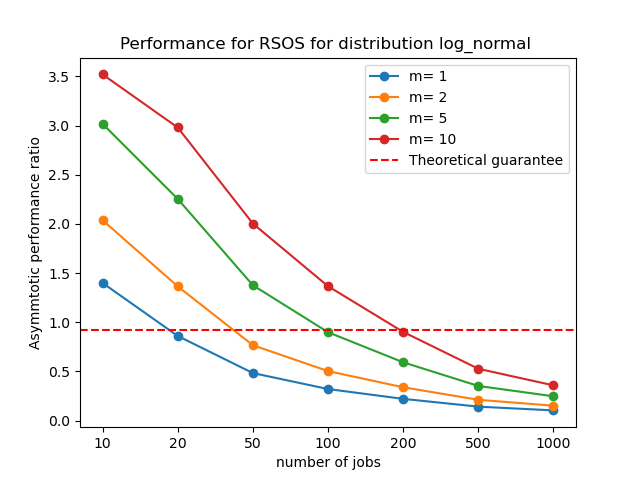 Performance for RSOS for distribution log_normal
m= 1
m= 2
m= 5
m= 10
Theoretical guarantee
Asymmtotic performance ratio
3.5
3.0
2.5
2.0
1.5
1.0
0.5
0.0
10 20 50 100 200 500 1000
number of jobs